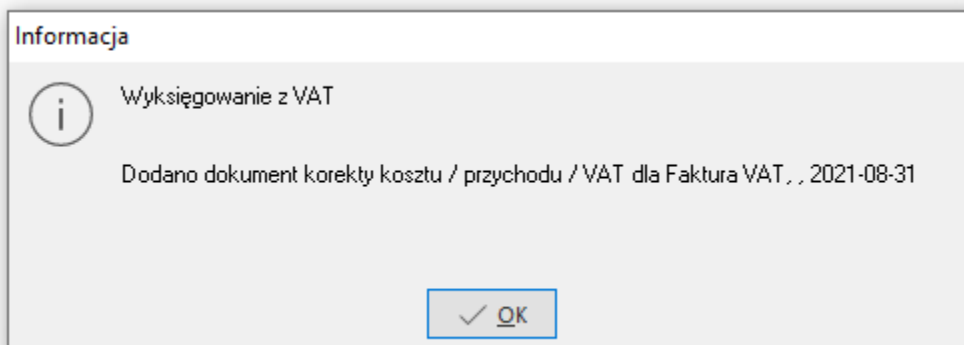 Informacja
Wyksięgowanie z VAT
Dodano dokument korekty kosztu / przychodu / VAT dla Faktura VAT, , 2021-08-31
OK